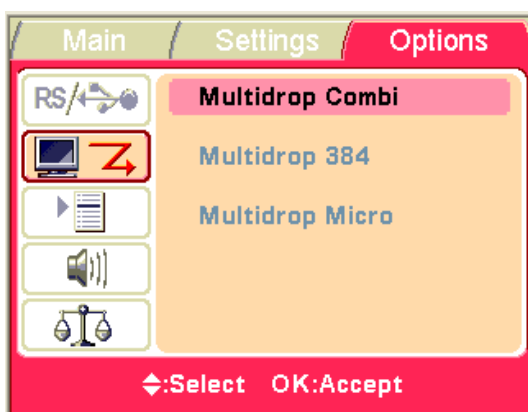 Main Settings Options
RS/
Multidrop Combi
Multidrop 384
Multidrop Micro
:Select OK:Accept